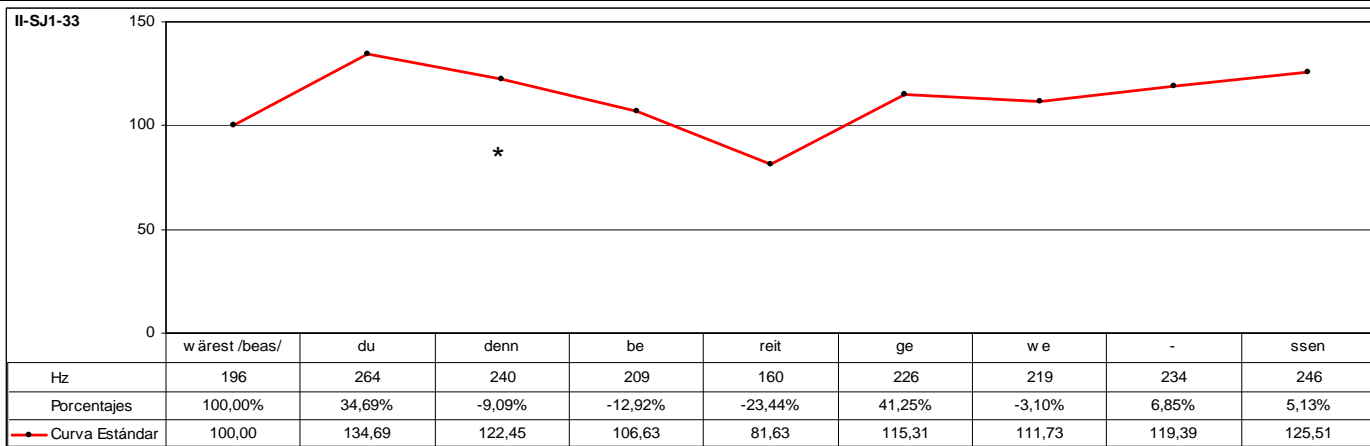 II-SJ1-33
150
100
*
50
0
wärest /beas/ du denn be reit ge we - ssen
Hz 196 264 240 209 160 226 219 234 246
Porcentajes 100,00% 34,69% -9,09% -12,92% -23,44% 41,25% -3,10% 6,85% 5,13%
Curva Estándar 100,00 134,69 122,45 106,63 81,63 115,31 111,73 119,39 125,51